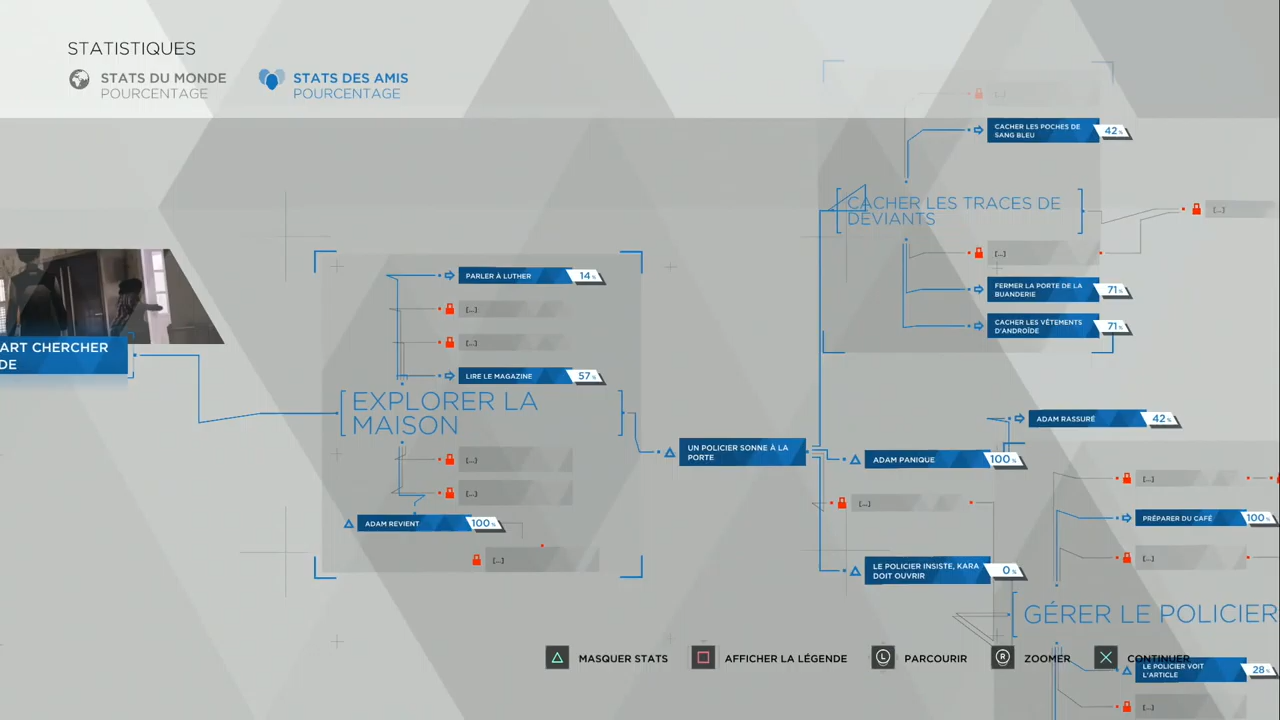 STATISTIQUES
STATS DU MONDE
POURCENTAGE
STATS DES AMIS
POURCENTAGE
ART CHERCHER
DE
PARLER À LUTHER
14%
[...]
[...]
LIRE LE MAGAZINE
57%
EXPLORER LA
MAISON
[...]
[...]
ADAM REVIENT
100%
[...]
UN POLICIER SONNE À LA
PORTE
[...]
CACHER LES POCHES DE
SANG BLEU
42%
CACHER LES TRACES DE
DÉVIANTS
[...]
[...]
FERMER LA PORTE DE LA
BUANDERIE
71%
CACHER LES VÊTEMENTS
D'ANDROÏDE
71%
ADAM RASSURÉ
42%
ADAM PANIQUE
100%
[...]
LE POLICIER INSISTE, KARA
DOIT OUVRIR
0%
[...]
PRÉPARER DU CAFÉ
100%
[...]
GÉRER LE POLICIER
LE POLICIER VOIT
L'ARTICLE
28%
[...]
MASQUER STATS
AFFICHER LA LÉGENDE
L
PARCOURIR
R
ZOOMER
CONTINUER